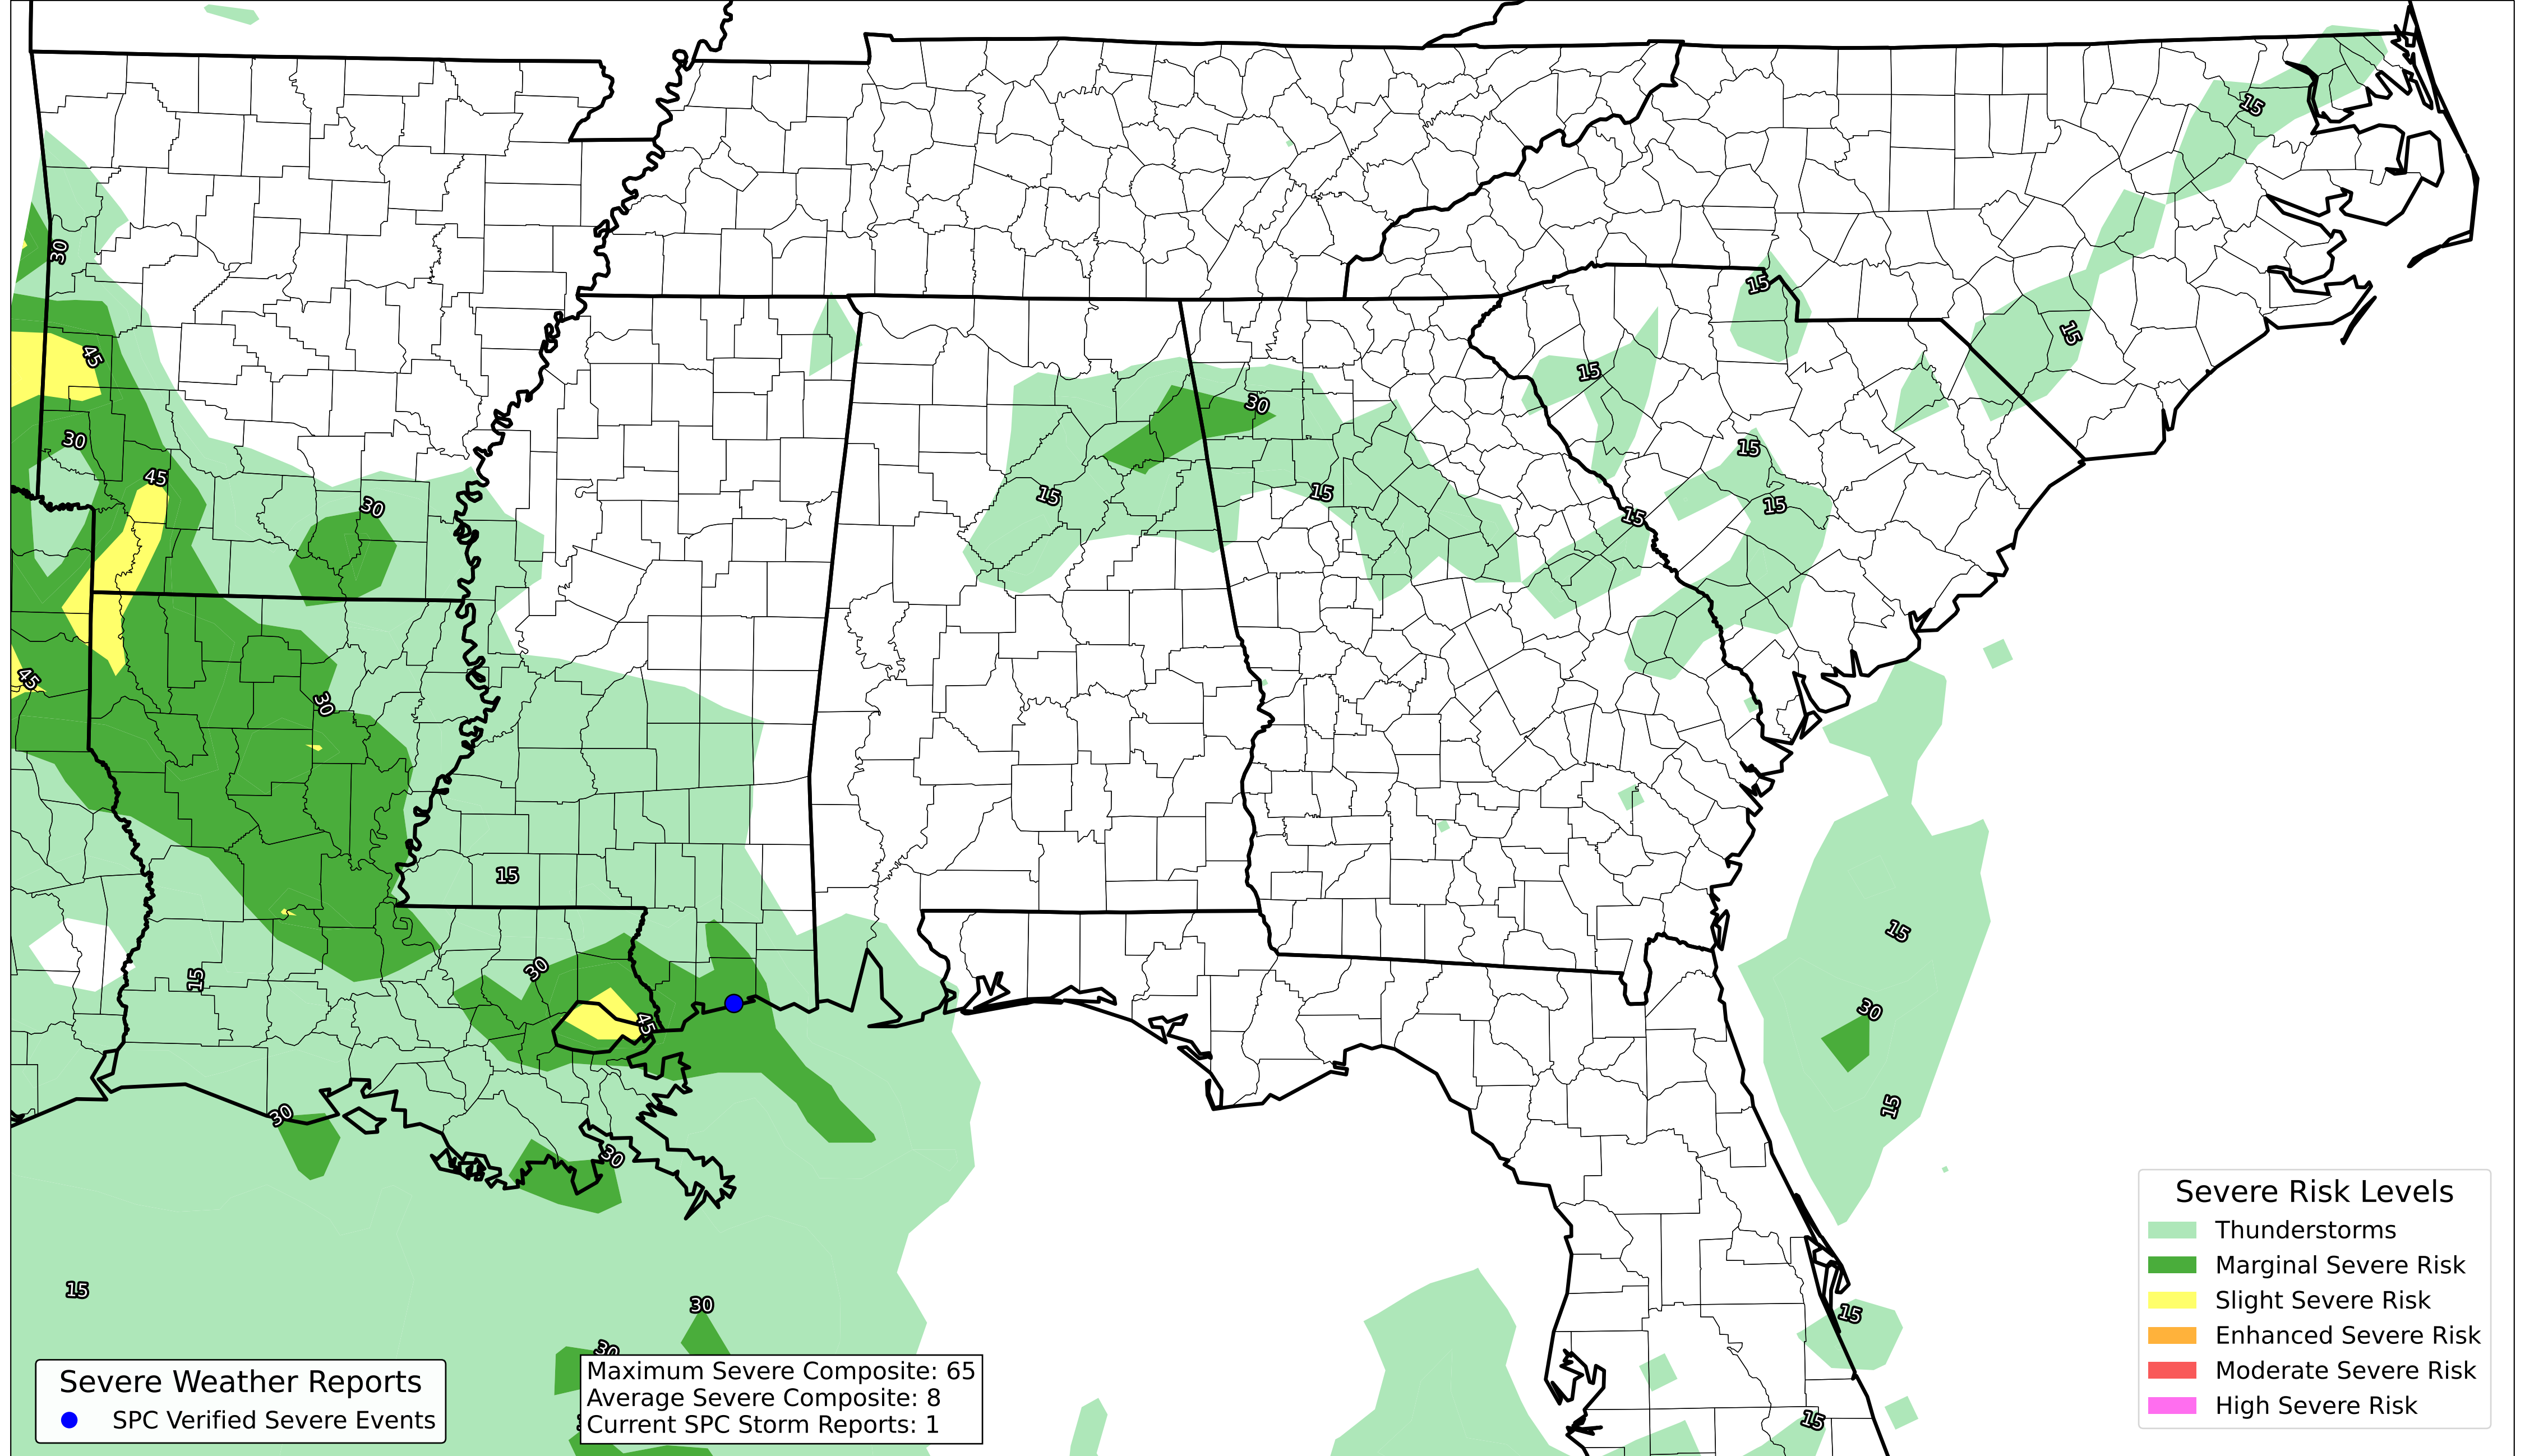 15
30
15
15
45
15
30
30
45
15
15
15
30
15
15
15
45
30
15
15
30
15
30
45
15
30
15
30
15
30
15
30
Severe Weather Reports
SPC Verified Severe Events
Maximum Severe Composite: 65
Average Severe Composite: 8
Current SPC Storm Reports: 1
15
Severe Risk Levels
Thunderstorms
Marginal Severe Risk
Slight Severe Risk
Enhanced Severe Risk
Moderate Severe Risk
High Severe Risk